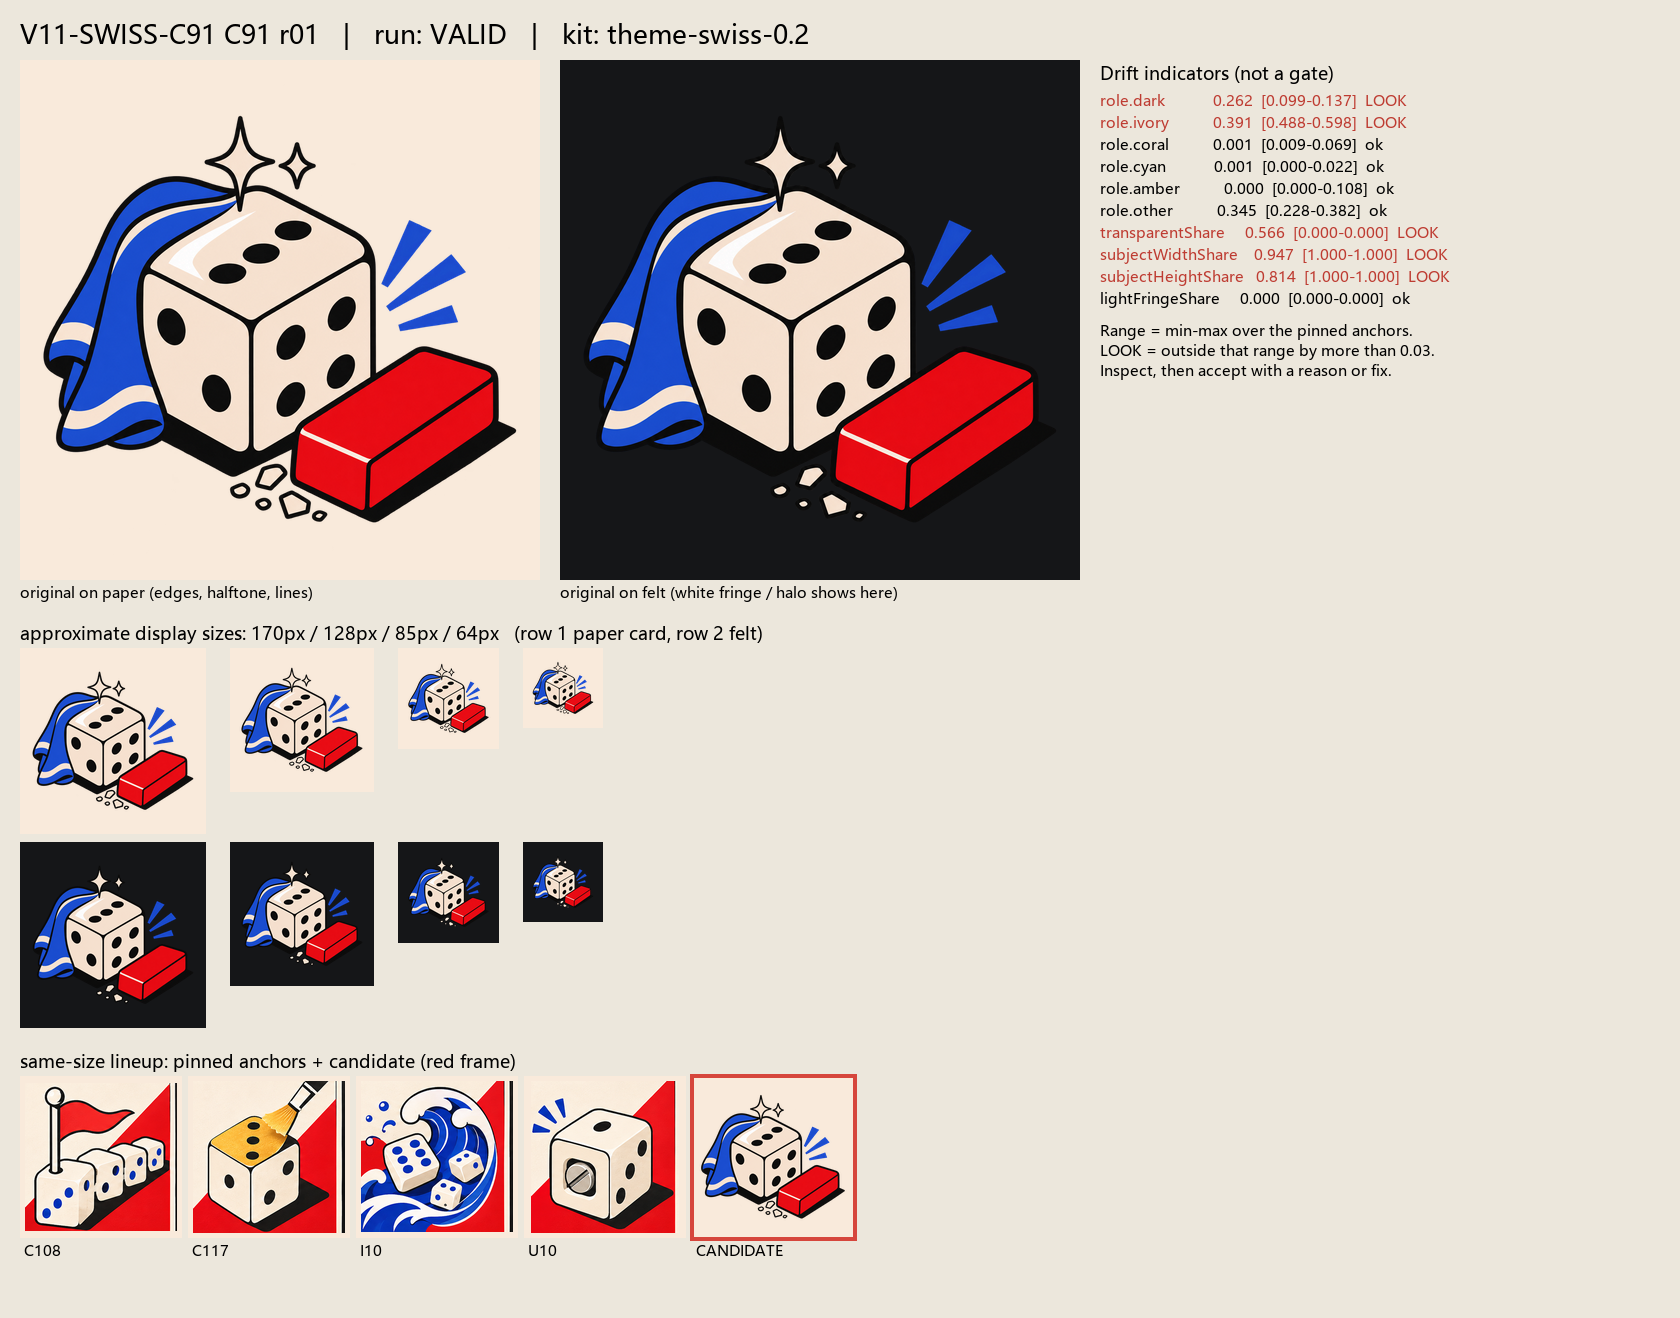 V11-SWISS-C91 C91 r01   |   run: VALID   |   kit: theme-swiss-0.2
Drift indicators (not a gate)
role.dark 0.262 [0.099-0.137] LOOK
role.ivory 0.391 [0.488-0.598] LOOK
role.coral 0.001 [0.009-0.069] ok
role.cyan 0.001 [0.000-0.022] ok
role.amber 0.000 [0.000-0.108] ok
role.other 0.345 [0.228-0.382] ok
transparentShare 0.566 [0.000-0.000] LOOK
subjectWidthShare 0.947 [1.000-1.000] LOOK
subjectHeightShare 0.814 [1.000-1.000] LOOK
lightFringeShare 0.000 [0.000-0.000] ok
Range = min-max over the pinned anchors.
LOOK = outside that range by more than 0.03.
Inspect, then accept with a reason or fix.
original on paper (edges, halftone, lines)
original on felt (white fringe / halo shows here)
approximate display sizes: 170px / 128px / 85px / 64px   (row 1 paper card, row 2 felt)
same-size lineup: pinned anchors + candidate (red frame)
C108
C117
I10
U10
CANDIDATE